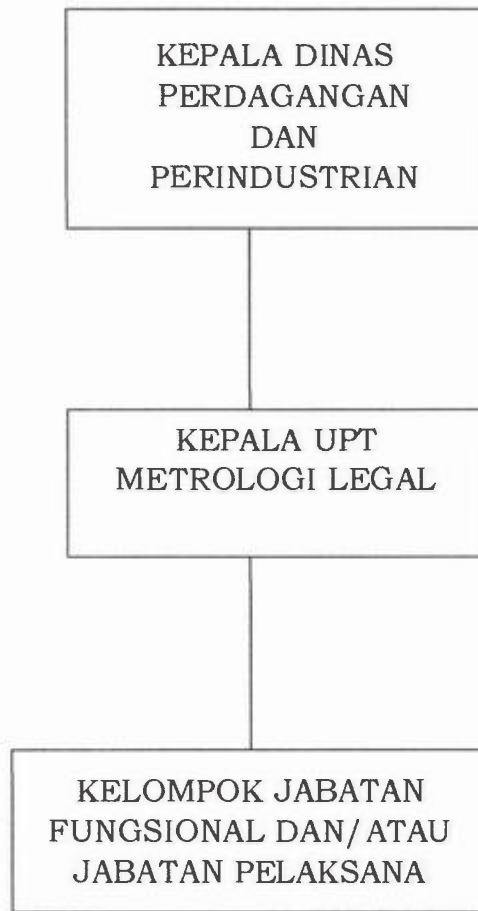 KEPALA DINAS
PERDAGANGAN
DAN
PERINDUSTRIAN
KEPALA UPT
METROLOGI LEGAL
KELOMPOK JABATAN
FUNGSIONAL DAN/ATAU
JABATAN PELAKSANA